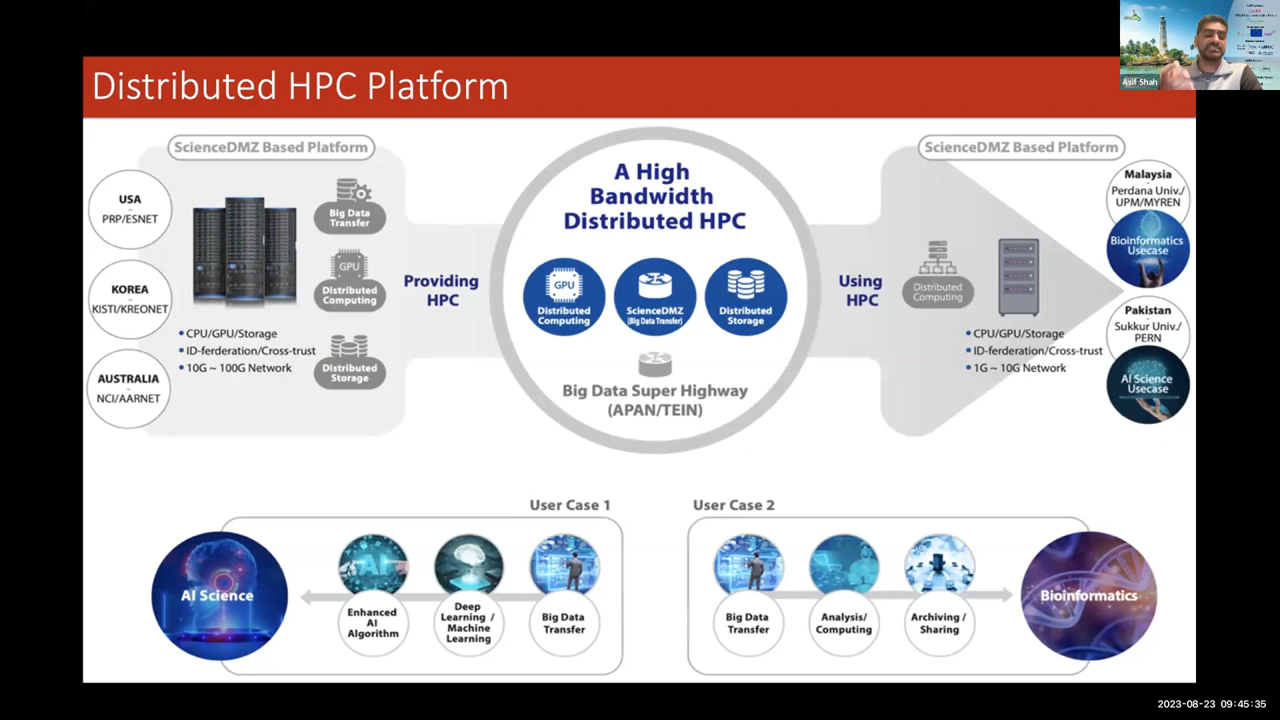 Asif Shah
Distributed HPC Platform
ScienceDMZ Based Platform
USA
-
PRP/ESNET
KOREA
-
KISTI/KREONET
AUSTRALIA
-
NCI/AARNET
Big Data
Transfer
GPU
Distributed
Computing
Distributed
Storage
• CPU/GPU/Storage
• ID-ferderation/Cross-trust
• 10G ~ 100G Network
Providing
HPC
A High
Bandwidth
Distributed HPC
GPU
Distributed
Computing
ScienceDMZ
(Big Data Transfer)
Distributed
Storage
Big Data Super Highway
(APAN/TEIN)
Using
HPC
ScienceDMZ Based Platform
Distributed
Computing
• CPU/GPU/Storage
• ID-ferderation/Cross-trust
• 1G ~ 10G Network
Malaysia
-
Perdana Univ./
UPM/MYREN
Bioinformatics
Usecase
Pakistan
-
Sukkur Univ./
PERN
AI Science
Usecase
User Case 1
AI Science
AI
Enhanced
AI
Algorithm
Deep
Learning /
Machine
Learning
Big Data
Transfer
User Case 2
Big Data
Transfer
Analysis/
Computing
Archiving /
Sharing
Bioinformatics
2023-08-23 09:45:35